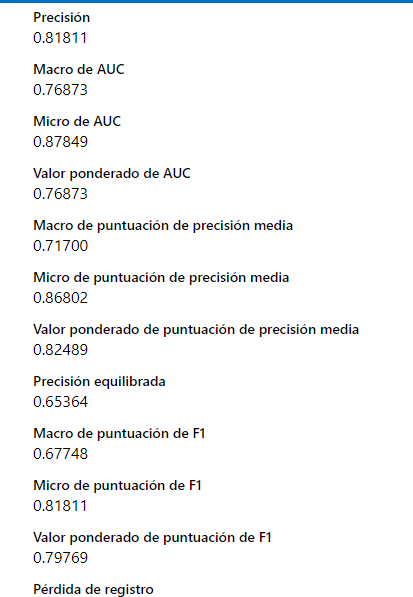 Precisión
0.81811
Macro de AUC
0.76873
Micro de AUC
0.87849
Valor ponderado de AUC
0.76873
Macro de puntuación de precisión media
0.71700
Micro de puntuación de precisión media
0.86802
Valor ponderado de puntuación de precisión media
0.82489
Precisión equilibrada
0.65364
Macro de puntuación de F1
0.67748
Micro de puntuación de F1
0.81811
Valor ponderado de puntuación de F1
0.79769
Pérdida de registro